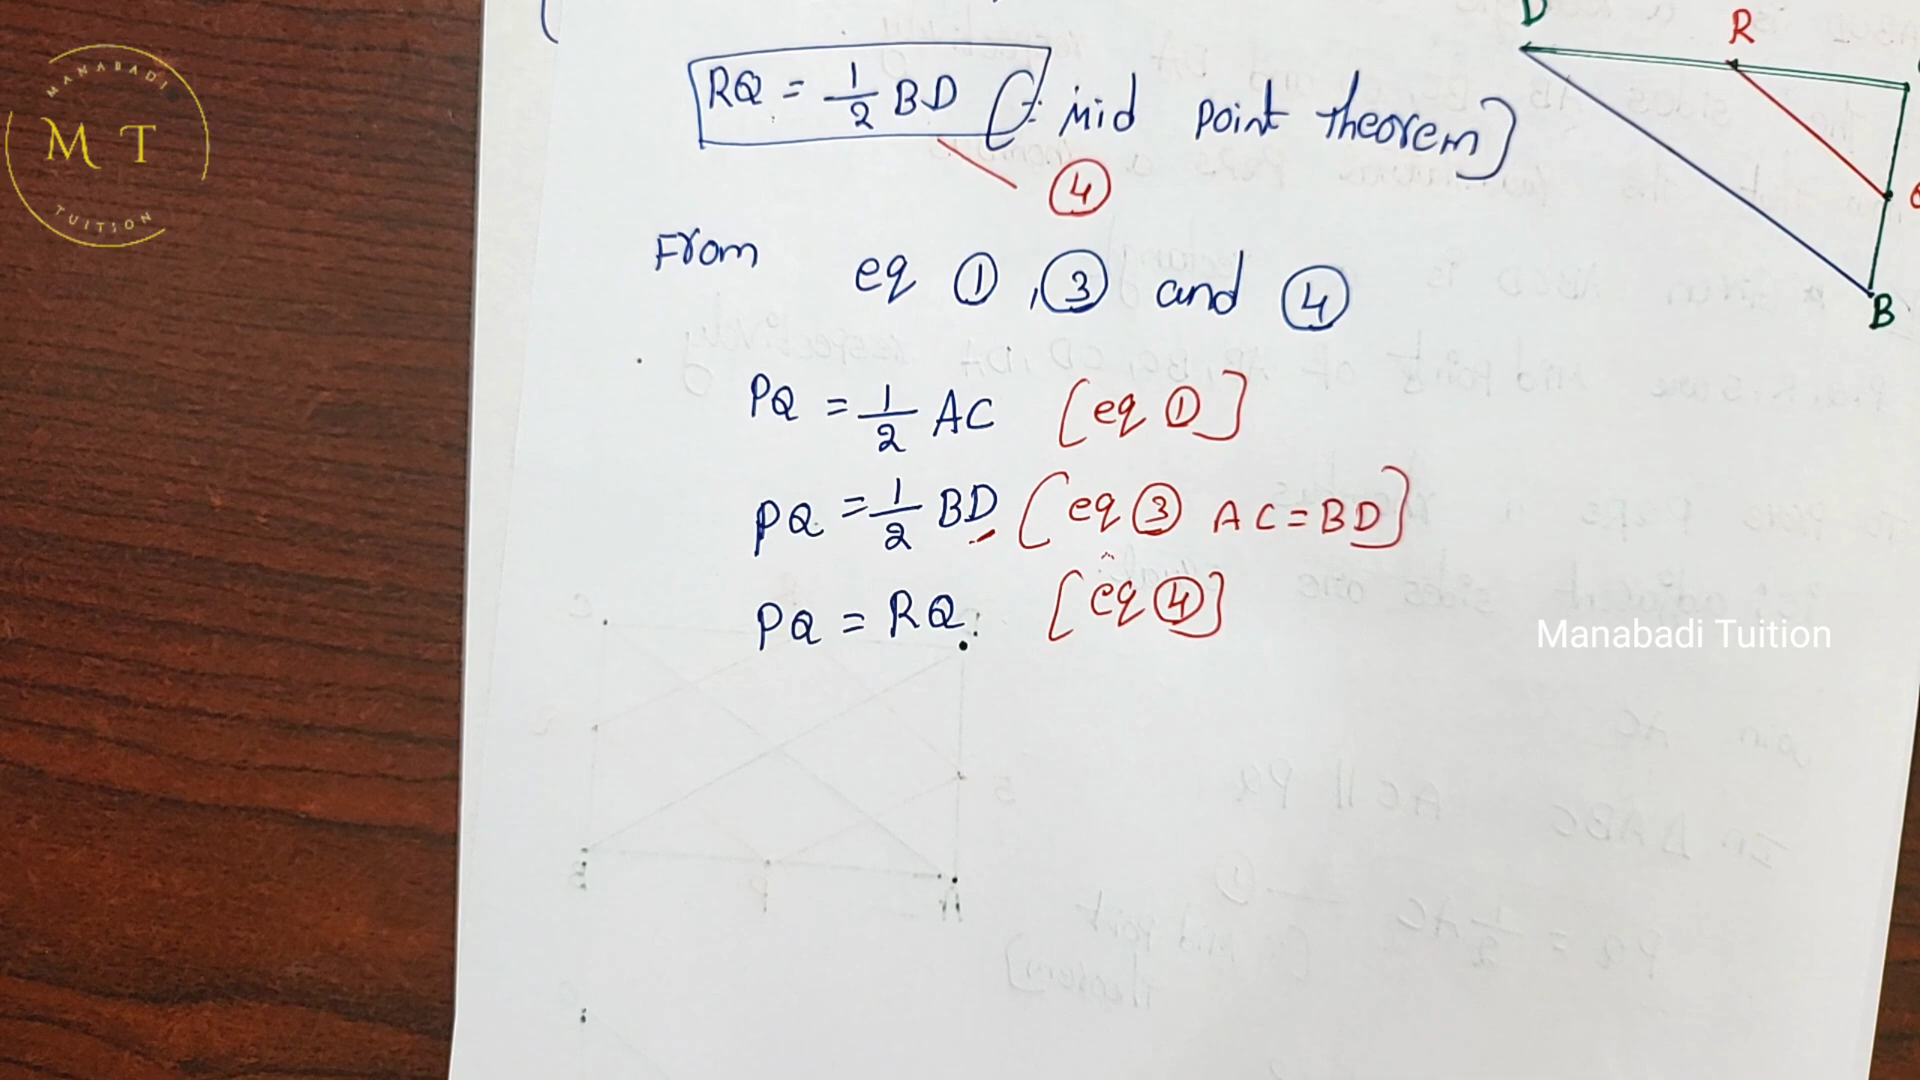 MANABADI
M T
TUITION
D
R
B
RQ = 1/2 BD (∵ mid point theorem]
④
From eq ①, ③ and ④
PQ = 1/2 AC [eq ①]
PQ = 1/2 BD [eq ③ AC = BD]
PQ = RQ [eq ④]
Manabadi Tuition